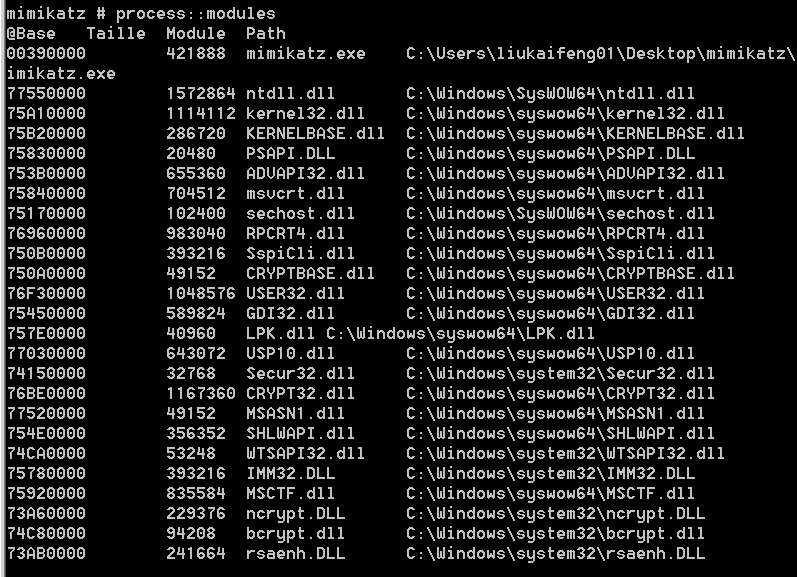 mimikatz # process::modules
@Base   Taille  Module  Path
00390000        421888  mimikatz.exe    C:\Users\liukaifeng01\Desktop\mimikatz\
imikatz.exe
77550000        1572864 ntdll.dll       C:\Windows\SysWOW64\ntdll.dll
75A10000        1114112 kernel32.dll    C:\Windows\syswow64\kernel32.dll
75B20000        286720  KERNELBASE.dll  C:\Windows\syswow64\KERNELBASE.dll
75830000        20480   PSAPI.DLL       C:\Windows\syswow64\PSAPI.DLL
753B0000        655360  ADVAPI32.dll    C:\Windows\syswow64\ADVAPI32.dll
75840000        704512  msvcrt.dll      C:\Windows\syswow64\msvcrt.dll
75170000        102400  sechost.dll     C:\Windows\SysWOW64\sechost.dll
76960000        983040  RPCRT4.dll      C:\Windows\syswow64\RPCRT4.dll
750B0000        393216  SspiCli.dll     C:\Windows\syswow64\SspiCli.dll
750A0000        49152   CRYPTBASE.dll   C:\Windows\syswow64\CRYPTBASE.dll
76F30000        1048576 USER32.dll      C:\Windows\syswow64\USER32.dll
75450000        589824  GDI32.dll       C:\Windows\syswow64\GDI32.dll
757E0000        40960   LPK.dll C:\Windows\syswow64\LPK.dll
77030000        643072  USP10.dll       C:\Windows\syswow64\USP10.dll
74150000        32768   Secur32.dll     C:\Windows\system32\Secur32.dll
76BE0000        1167360 CRYPT32.dll     C:\Windows\syswow64\CRYPT32.dll
77520000        49152   MSASN1.dll      C:\Windows\syswow64\MSASN1.dll
754E0000        356352  SHLWAPI.dll     C:\Windows\syswow64\SHLWAPI.dll
74CA0000        53248   WTSAPI32.dll    C:\Windows\system32\WTSAPI32.dll
75780000        393216  IMM32.DLL       C:\Windows\system32\IMM32.DLL
75920000        835584  MSCTF.dll       C:\Windows\syswow64\MSCTF.dll
73A60000        229376  ncrypt.DLL      C:\Windows\system32\ncrypt.DLL
74C80000        94208   bcrypt.dll      C:\Windows\system32\bcrypt.dll
73AB0000        241664  rsaenh.DLL      C:\Windows\system32\rsaenh.DLL